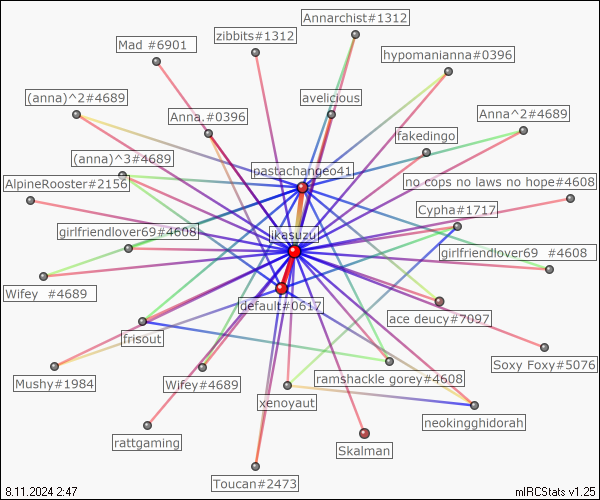 Annarchist#1312
zibbits#1312
Mad #6901
hypomanianna#0396
(anna)^2#4689
avelicious
Anna.#0396
Anna^2#4689
fakedingo
(anna)^3#4689
pastachangeo41
AlpineRooster#2156
no cops no laws no hope#4608
Cypha#1717
girlfriendlover69#4608
ikasuzu
girlfriendlover69 #4608
Wifey #4689
default#0617
ace deucy#7097
frisout
Soxy Foxy#5076
Mushy#1984
Wifey#4689
ramshackle gorey#4608
xenoyaut
neokingghidorah
rattgaming
Skalman
Toucan#2473
8.11.2024 2:47
mIRCStats v1.25